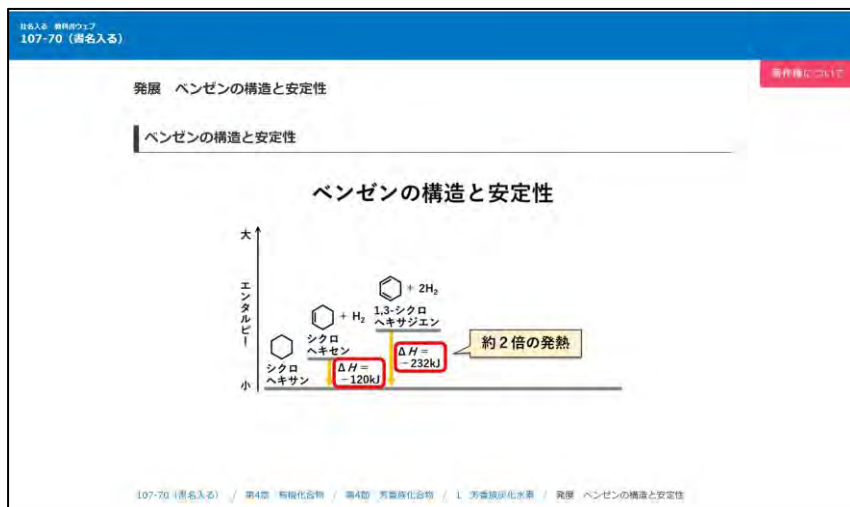 社名入る 教科書ウェブ
107-70（書名入る）
著作権について
発展 ベンゼンの構造と安定性
ベンゼンの構造と安定性
ベンゼンの構造と安定性
大
エンタルピー
小
シクロ
ヘキサン
+ H₂
シクロ
ヘキセン
ΔH＝
－120kJ
+ 2H₂
1,3-シクロ
ヘキサジエン
ΔH＝
－232kJ
約２倍の発熱
107-70（書名入る） / 第4章 有機化合物 / 第4節 芳香族化合物 / 1 芳香族炭化水素 / 発展 ベンゼンの構造と安定性